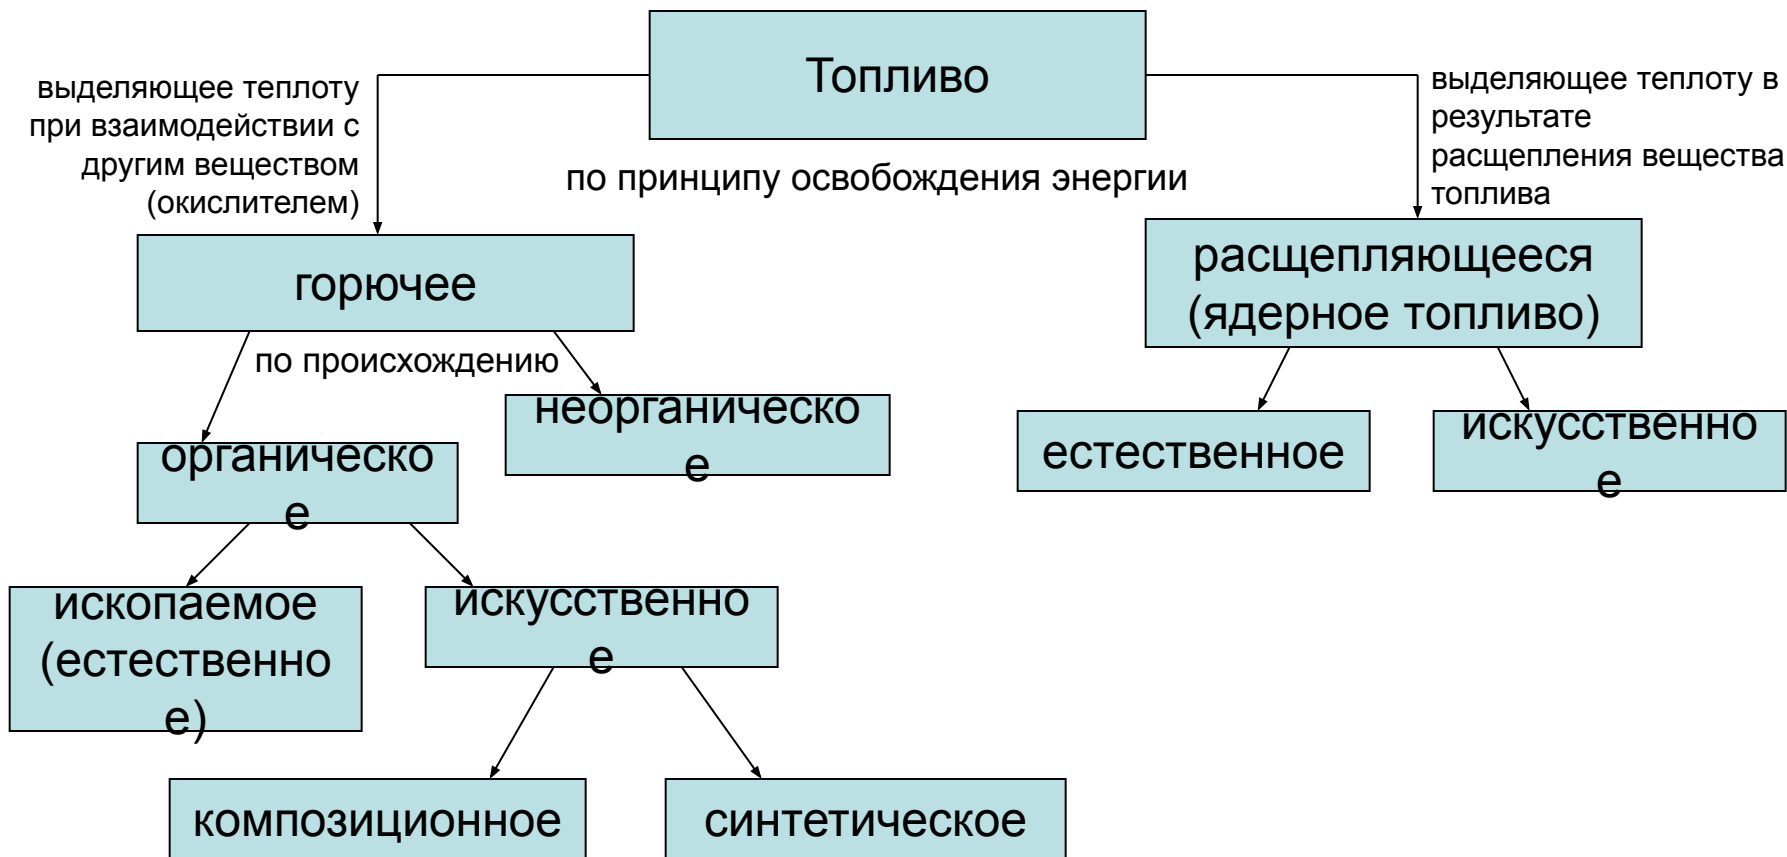 Топливо
выделяющее теплоту
при взаимодействии с
другим веществом
(окислителем)
по принципу освобождения энергии
выделяющее теплоту в
результате
расщепления вещества
топлива
горючее
расщепляющееся
(ядерное топливо)
по происхождению
неорганическо
е
органическо
е
естественное
искусственно
е
ископаемое
(естественно
е)
искусственно
е
композиционное
синтетическое